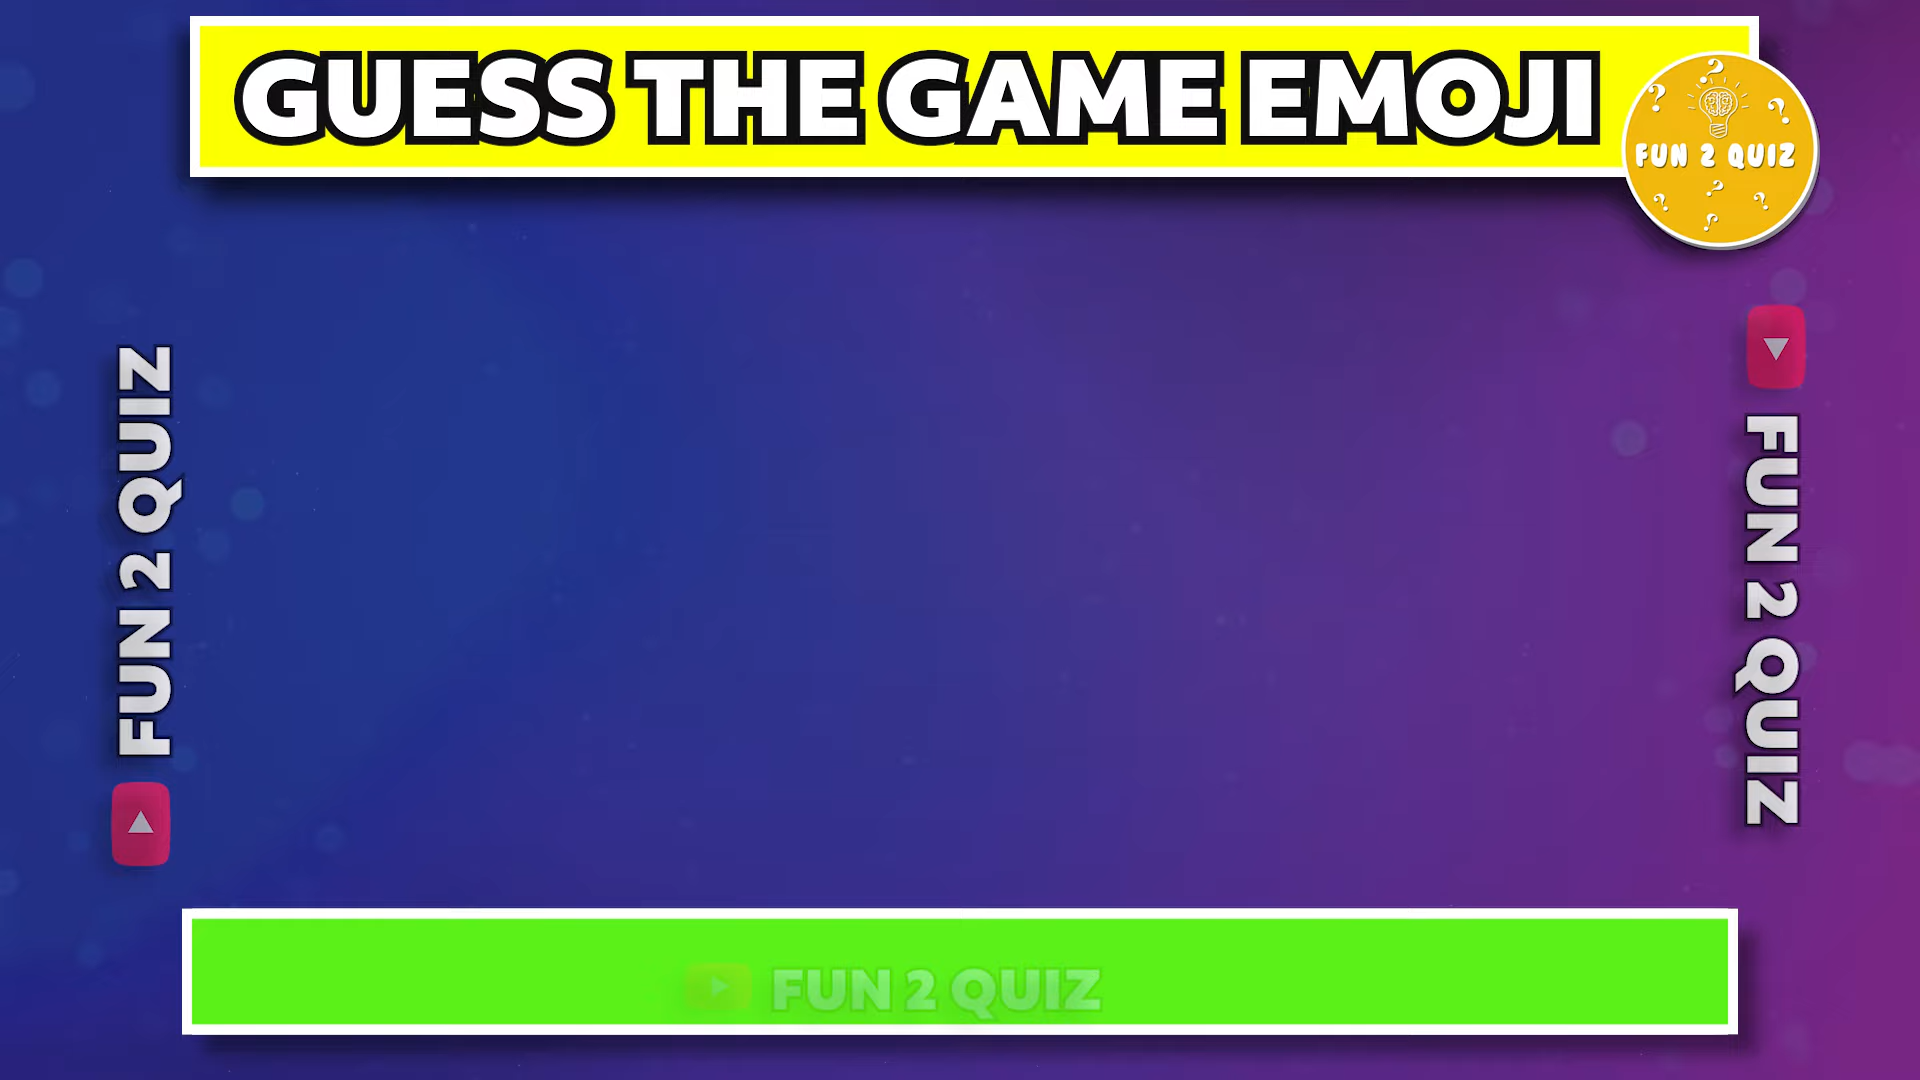 GUESS THE GAME EMOJI
? ? ?
FUN 2 QUIZ
? ? ? ?
FUN 2 QUIZ
FUN 2 QUIZ
FUN 2 QUIZ